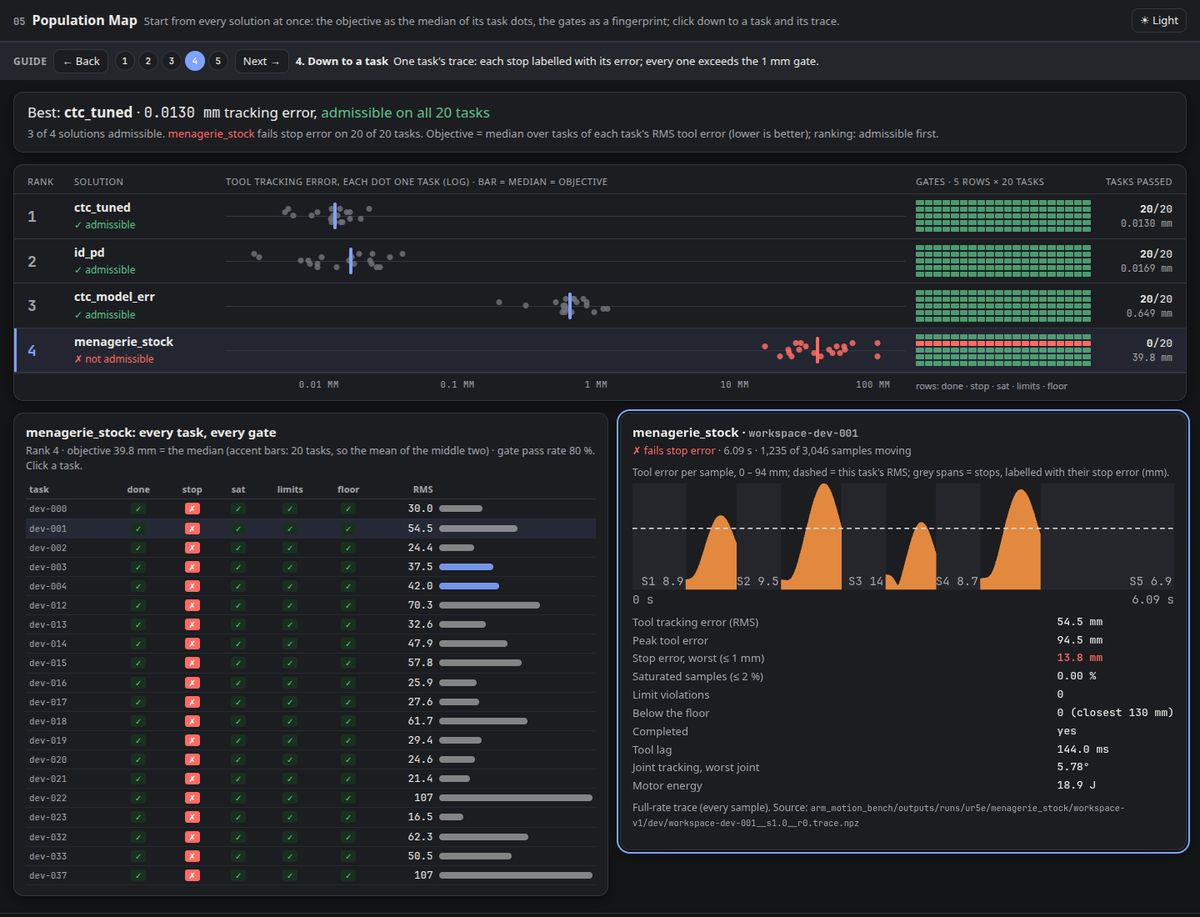 05 Population Map Start from every solution at once: the objective as the median of its task dots, the gates as a fingerprint; click down to a task and its trace.
☀ Light
GUIDE ← Back 1 2 3 4 5 Next → 4. Down to a task One task's trace: each stop labelled with its error; every one exceeds the 1 mm gate.
Best: ctc_tuned · 0.0130 mm tracking error, admissible on all 20 tasks
3 of 4 solutions admissible. menagerie_stock fails stop error on 20 of 20 tasks. Objective = median over tasks of each task's RMS tool error (lower is better); ranking: admissible first.
RANK SOLUTION TOOL TRACKING ERROR, EACH DOT ONE TASK (LOG) · BAR = MEDIAN = OBJECTIVE GATES · 5 ROWS × 20 TASKS TASKS PASSED
1 ctc_tuned 20/20
✓ admissible 0.0130 mm
2 id_pd 20/20
✓ admissible 0.0169 mm
3 ctc_model_err 20/20
✓ admissible 0.649 mm
4 menagerie_stock 0/20
✗ not admissible 39.8 mm
0.01 MM 0.1 MM 1 MM 10 MM 100 MM rows: done · stop · sat · limits · floor
menagerie_stock: every task, every gate
Rank 4 · objective 39.8 mm = the median (accent bars: 20 tasks, so the mean of the middle two) · gate pass rate 80 %.
Click a task.
task done stop sat limits floor RMS
dev-000 ✓ ✗ ✓ ✓ ✓ 30.0
dev-001 ✓ ✗ ✓ ✓ ✓ 54.5
dev-002 ✓ ✗ ✓ ✓ ✓ 24.4
dev-003 ✓ ✗ ✓ ✓ ✓ 37.5
dev-004 ✓ ✗ ✓ ✓ ✓ 42.0
dev-012 ✓ ✗ ✓ ✓ ✓ 70.3
dev-013 ✓ ✗ ✓ ✓ ✓ 32.6
dev-014 ✓ ✗ ✓ ✓ ✓ 47.9
dev-015 ✓ ✗ ✓ ✓ ✓ 57.8
dev-016 ✓ ✗ ✓ ✓ ✓ 25.9
dev-017 ✓ ✗ ✓ ✓ ✓ 27.6
dev-018 ✓ ✗ ✓ ✓ ✓ 61.7
dev-019 ✓ ✗ ✓ ✓ ✓ 29.4
dev-020 ✓ ✗ ✓ ✓ ✓ 24.6
dev-021 ✓ ✗ ✓ ✓ ✓ 21.4
dev-022 ✓ ✗ ✓ ✓ ✓ 107
dev-023 ✓ ✗ ✓ ✓ ✓ 16.5
dev-032 ✓ ✗ ✓ ✓ ✓ 62.3
dev-033 ✓ ✗ ✓ ✓ ✓ 50.5
dev-037 ✓ ✗ ✓ ✓ ✓ 107
menagerie_stock · workspace-dev-001
✗ fails stop error · 6.09 s · 1,235 of 3,046 samples moving
Tool error per sample, 0 – 94 mm; dashed = this task's RMS; grey spans = stops, labelled with their stop error (mm).
S1 8.9 S2 9.5 S3 14 S4 8.7 S5 6.9
0 s 6.09 s
Tool tracking error (RMS) 54.5 mm
Peak tool error 94.5 mm
Stop error, worst (≤ 1 mm) 13.8 mm
Saturated samples (≤ 2 %) 0.00 %
Limit violations 0
Below the floor 0 (closest 130 mm)
Completed yes
Tool lag 144.0 ms
Joint tracking, worst joint 5.78°
Motor energy 18.9 J
Full-rate trace (every sample). Source: arm_motion_bench/outputs/runs/ur5e/menagerie_stock/workspace-
v1/dev/workspace-dev-001__s1.0__r0.trace.npz